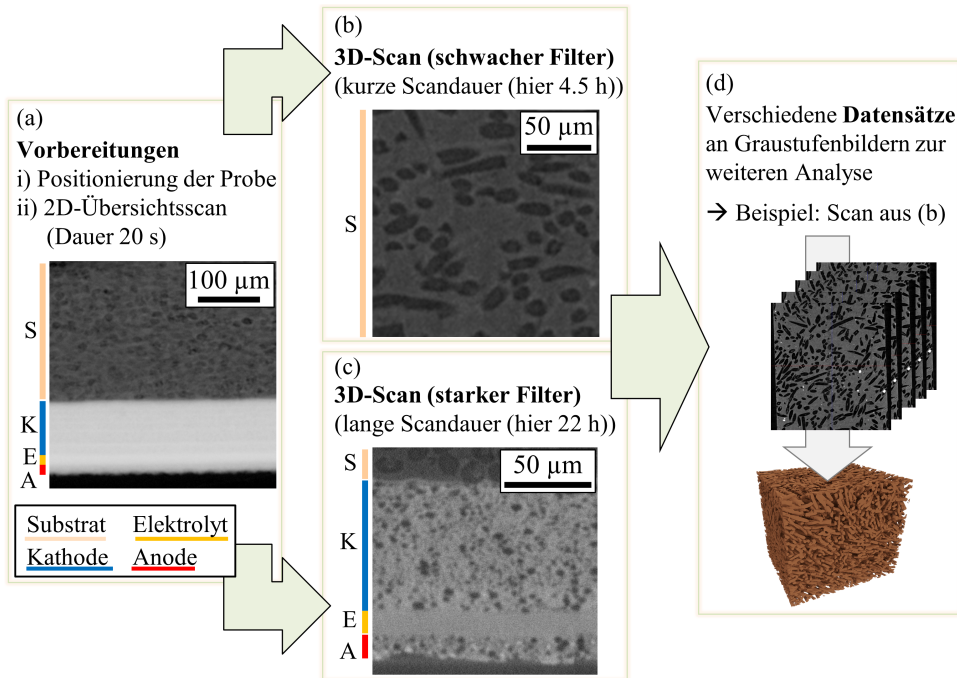 (a)
Vorbereitungen
i) Positionierung der Probe
ii) 2D-Übersichtsscan
(Dauer 20 s)
100 µm
S
K
E
A
Substrat
Elektrolyt
Kathode
Anode
(b)
3D-Scan (schwacher Filter)
(kurze Scandauer (hier 4.5 h))
50 µm
S
(c)
3D-Scan (starker Filter)
(lange Scandauer (hier 22 h))
50 µm
S
K
E
A
(d)
Verschiedene Datensätze
an Graustufenbildern zur
weiteren Analyse
→ Beispiel: Scan aus (b)